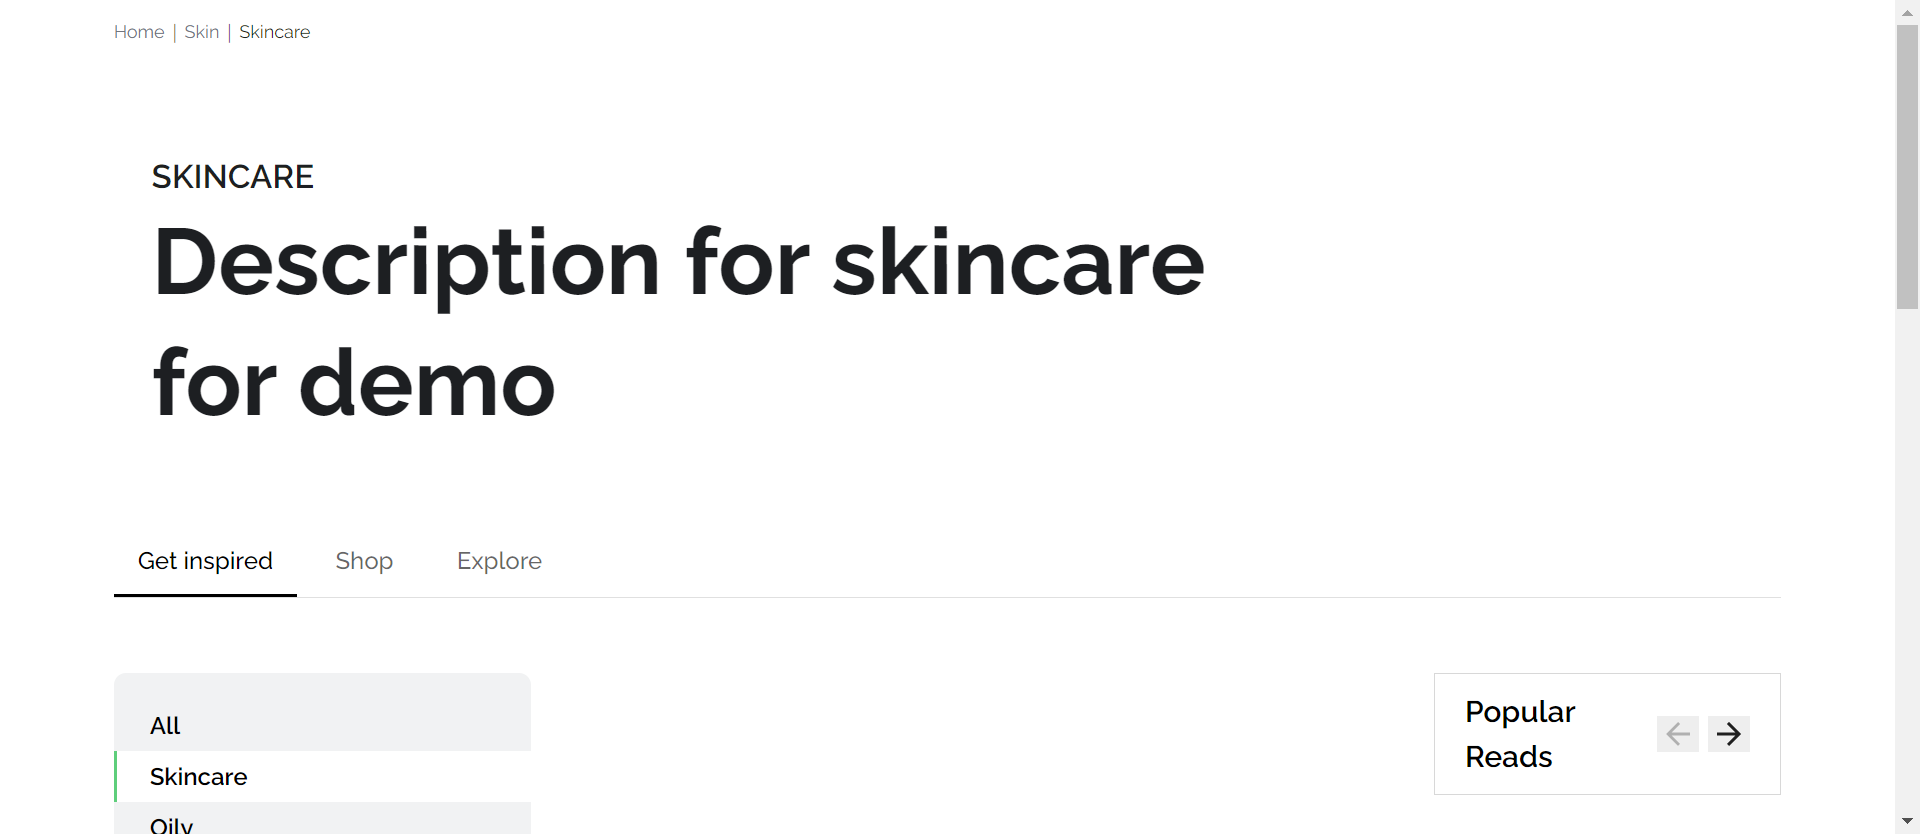 Home | Skin | Skincare
SKINCARE
Description for skincare
for demo
Get inspired Shop Explore
All
Skincare
Oily
Popular
Reads